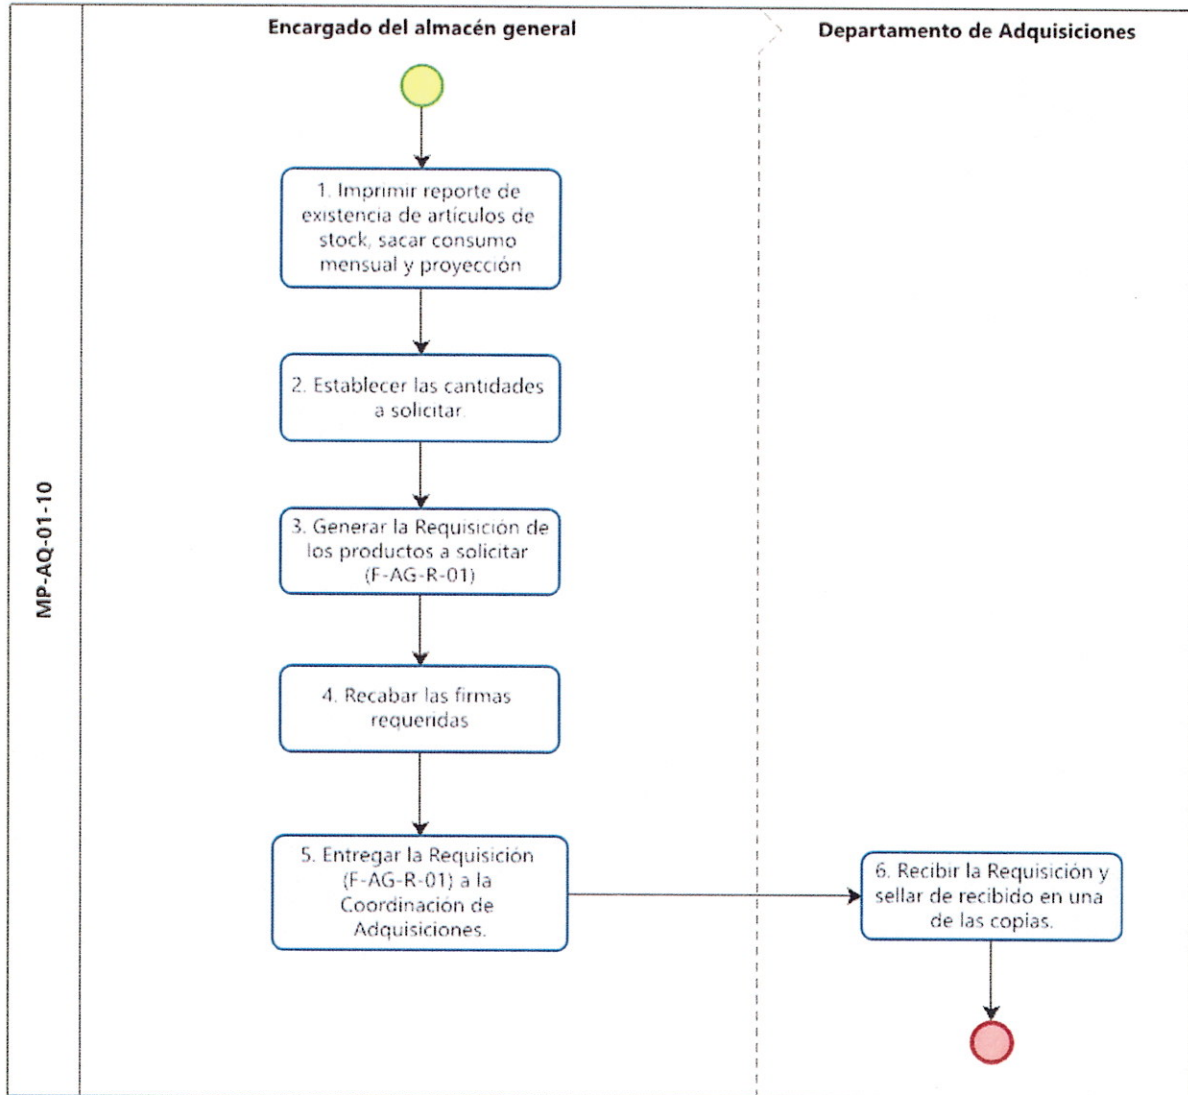 Encargado del almacén general
Departamento de Adquisiciones
MP-AQ-01-10
1. Imprimir reporte de
existencia de artículos de
stock, sacar consumo
mensual y proyección
2. Establecer las cantidades
a solicitar.
3. Generar la Requisición de
los productos a solicitar
(F-AG-R-01)
4. Recabar las firmas
requeridas
5. Entregar la Requisición
(F-AG-R-01) a la
Coordinación de
Adquisiciones.
6. Recibir la Requisición y
sellar de recibido en una
de las copias.